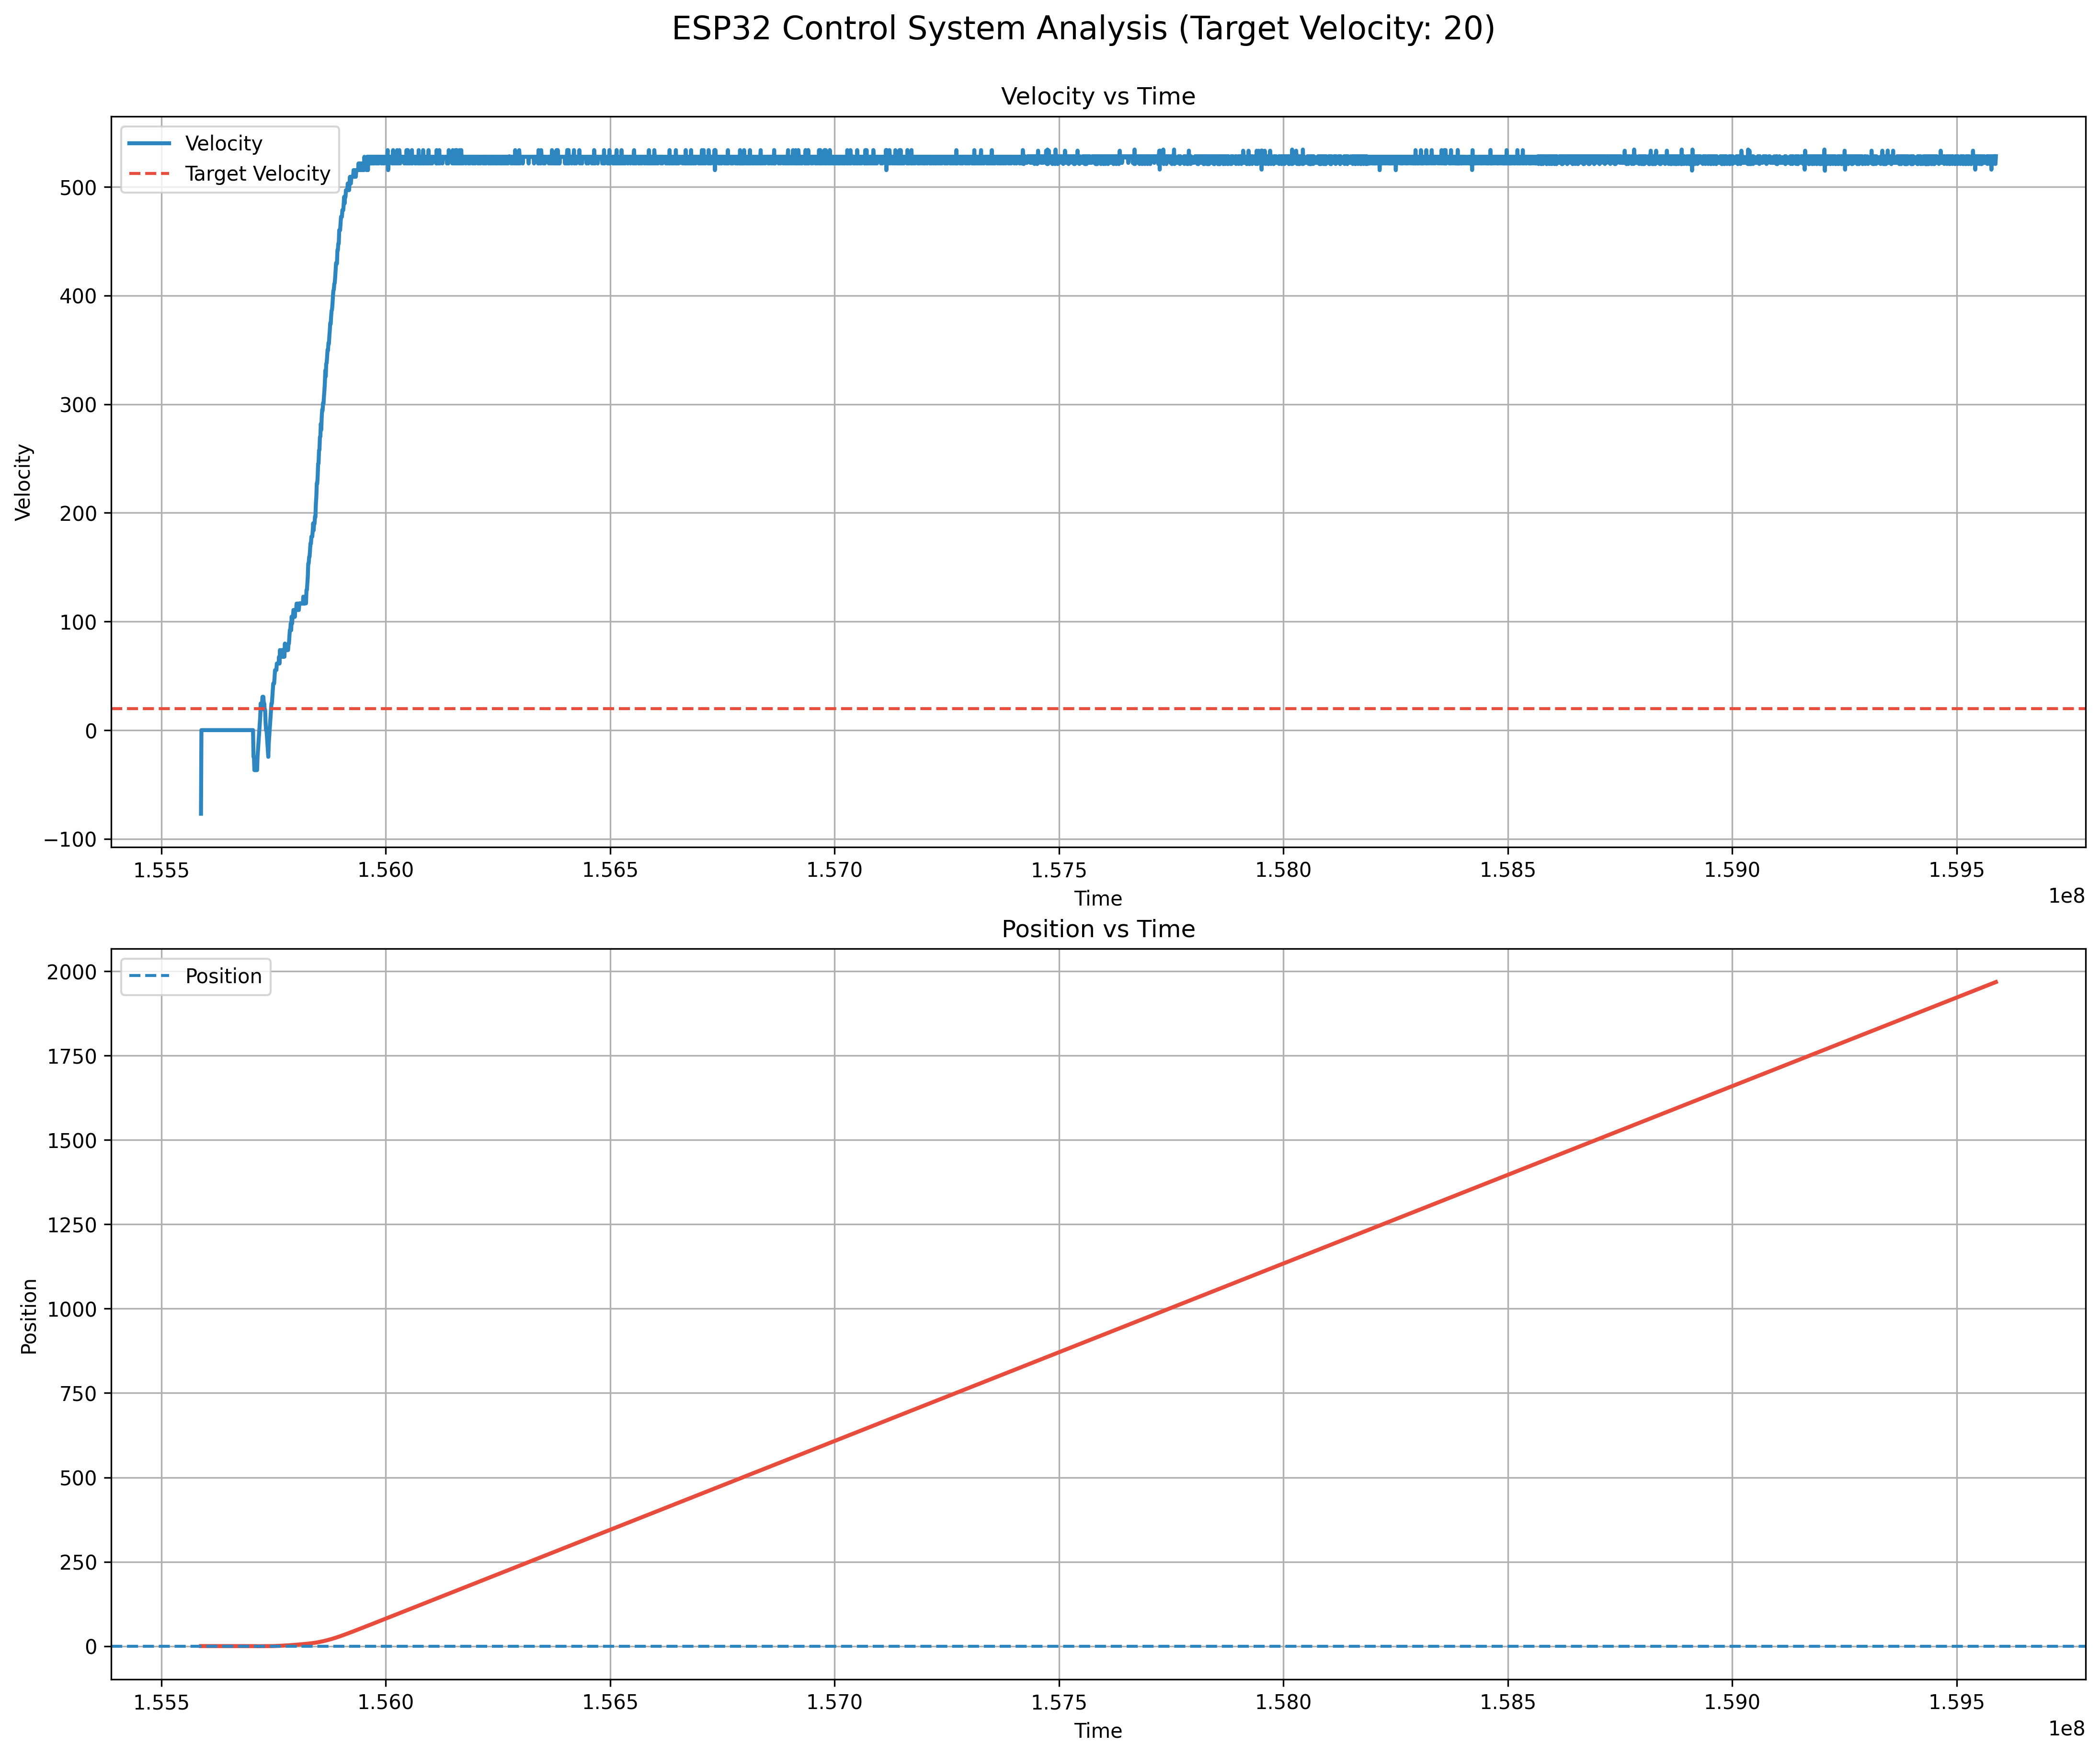 ESP32 Control System Analysis (Target Velocity: 20)
Velocity vs Time
Velocity
Target Velocity
500
400
300
200
100
0
−100
Velocity
1.555 1.560 1.565 1.570 1.575 1.580 1.585 1.590 1.595
Time
1e8
Position vs Time
Position
2000
1750
1500
1250
1000
750
500
250
0
Position
1.555 1.560 1.565 1.570 1.575 1.580 1.585 1.590 1.595
Time
1e8